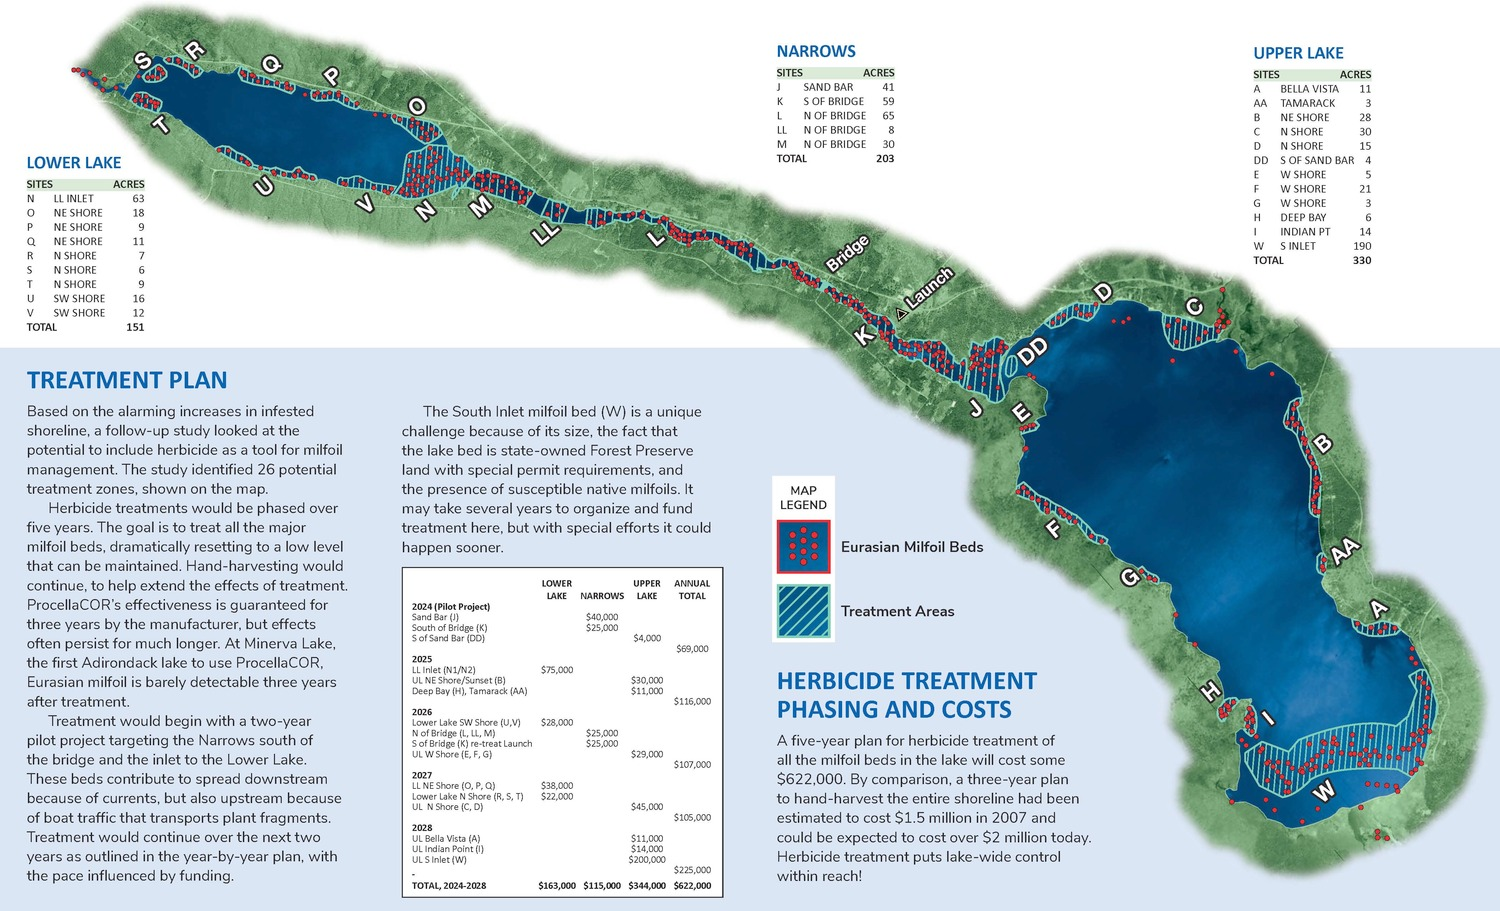 LOWER LAKE
SITES ACRES
N LL INLET 63
O NE SHORE 18
P NE SHORE 9
Q NE SHORE 11
R N SHORE 7
S N SHORE 6
T N SHORE 9
U SW SHORE 16
V SW SHORE 12
TOTAL 151
NARROWS
SITES ACRES
J SAND BAR 41
K S OF BRIDGE 59
L N OF BRIDGE 65
LL N OF BRIDGE 8
M N OF BRIDGE 30
TOTAL 203
UPPER LAKE
SITES ACRES
A BELLA VISTA 11
AA TAMARACK 3
B NE SHORE 28
C N SHORE 30
D N SHORE 15
DD S OF SAND BAR 4
E W SHORE 5
F W SHORE 21
G W SHORE 3
H DEEP BAY 6
I INDIAN PT 14
W S INLET 190
TOTAL 330
S
R
Q
P
O
T
U
V
N
M
LL
L
Bridge
Launch
K
J
DD
D
C
E
B
F
AA
G
A
H
I
W
TREATMENT PLAN
Based on the alarming increases in infested
shoreline, a follow-up study looked at the
potential to include herbicide as a tool for milfoil
management. The study identified 26 potential
treatment zones, shown on the map.
Herbicide treatments would be phased over
five years. The goal is to treat all the major
milfoil beds, dramatically resetting to a low level
that can be maintained. Hand-harvesting would
continue, to help extend the effects of treatment.
ProcellaCOR's effectiveness is guaranteed for
three years by the manufacturer, but effects
often persist for much longer. At Minerva Lake,
the first Adirondack lake to use ProcellaCOR,
Eurasian milfoil is barely detectable three years
after treatment.
Treatment would begin with a two-year
pilot project targeting the Narrows south of
the bridge and the inlet to the Lower Lake.
These beds contribute to spread downstream
because of currents, but also upstream because
of boat traffic that transports plant fragments.
Treatment would continue over the next two
years as outlined in the year-by-year plan, with
the pace influenced by funding.
The South Inlet milfoil bed (W) is a unique
challenge because of its size, the fact that
the lake bed is state-owned Forest Preserve
land with special permit requirements, and
the presence of susceptible native milfoils. It
may take several years to organize and fund
treatment here, but with special efforts it could
happen sooner.
LOWER UPPER ANNUAL
LAKE NARROWS LAKE TOTAL
2024 (Pilot Project)
Sand Bar (J) $40,000
South of Bridge (K) $25,000
S of Sand Bar (DD) $4,000
$69,000
2025
LL Inlet (N1/N2) $75,000
UL NE Shore/Sunset (B) $30,000
Deep Bay (H), Tamarack (AA) $11,000
$116,000
2026
Lower Lake SW Shore (U,V) $28,000
N of Bridge (L, LL, M) $25,000
S of Bridge (K) re-treat Launch $25,000
UL W Shore (E, F, G) $29,000
$107,000
2027
LL NE Shore (O, P, Q) $38,000
Lower Lake N Shore (R, S, T) $22,000
UL N Shore (C, D) $45,000
$105,000
2028
UL Bella Vista (A) $11,000
UL Indian Point (I) $14,000
UL S Inlet (W) $200,000
$225,000
-
TOTAL, 2024-2028 $163,000 $115,000 $344,000 $622,000
MAP
LEGEND
Eurasian Milfoil Beds
Treatment Areas
HERBICIDE TREATMENT
PHASING AND COSTS
A five-year plan for herbicide treatment of
all the milfoil beds in the lake will cost some
$622,000. By comparison, a three-year plan
to hand-harvest the entire shoreline had been
estimated to cost $1.5 million in 2007 and
could be expected to cost over $2 million today.
Herbicide treatment puts lake-wide control
within reach!